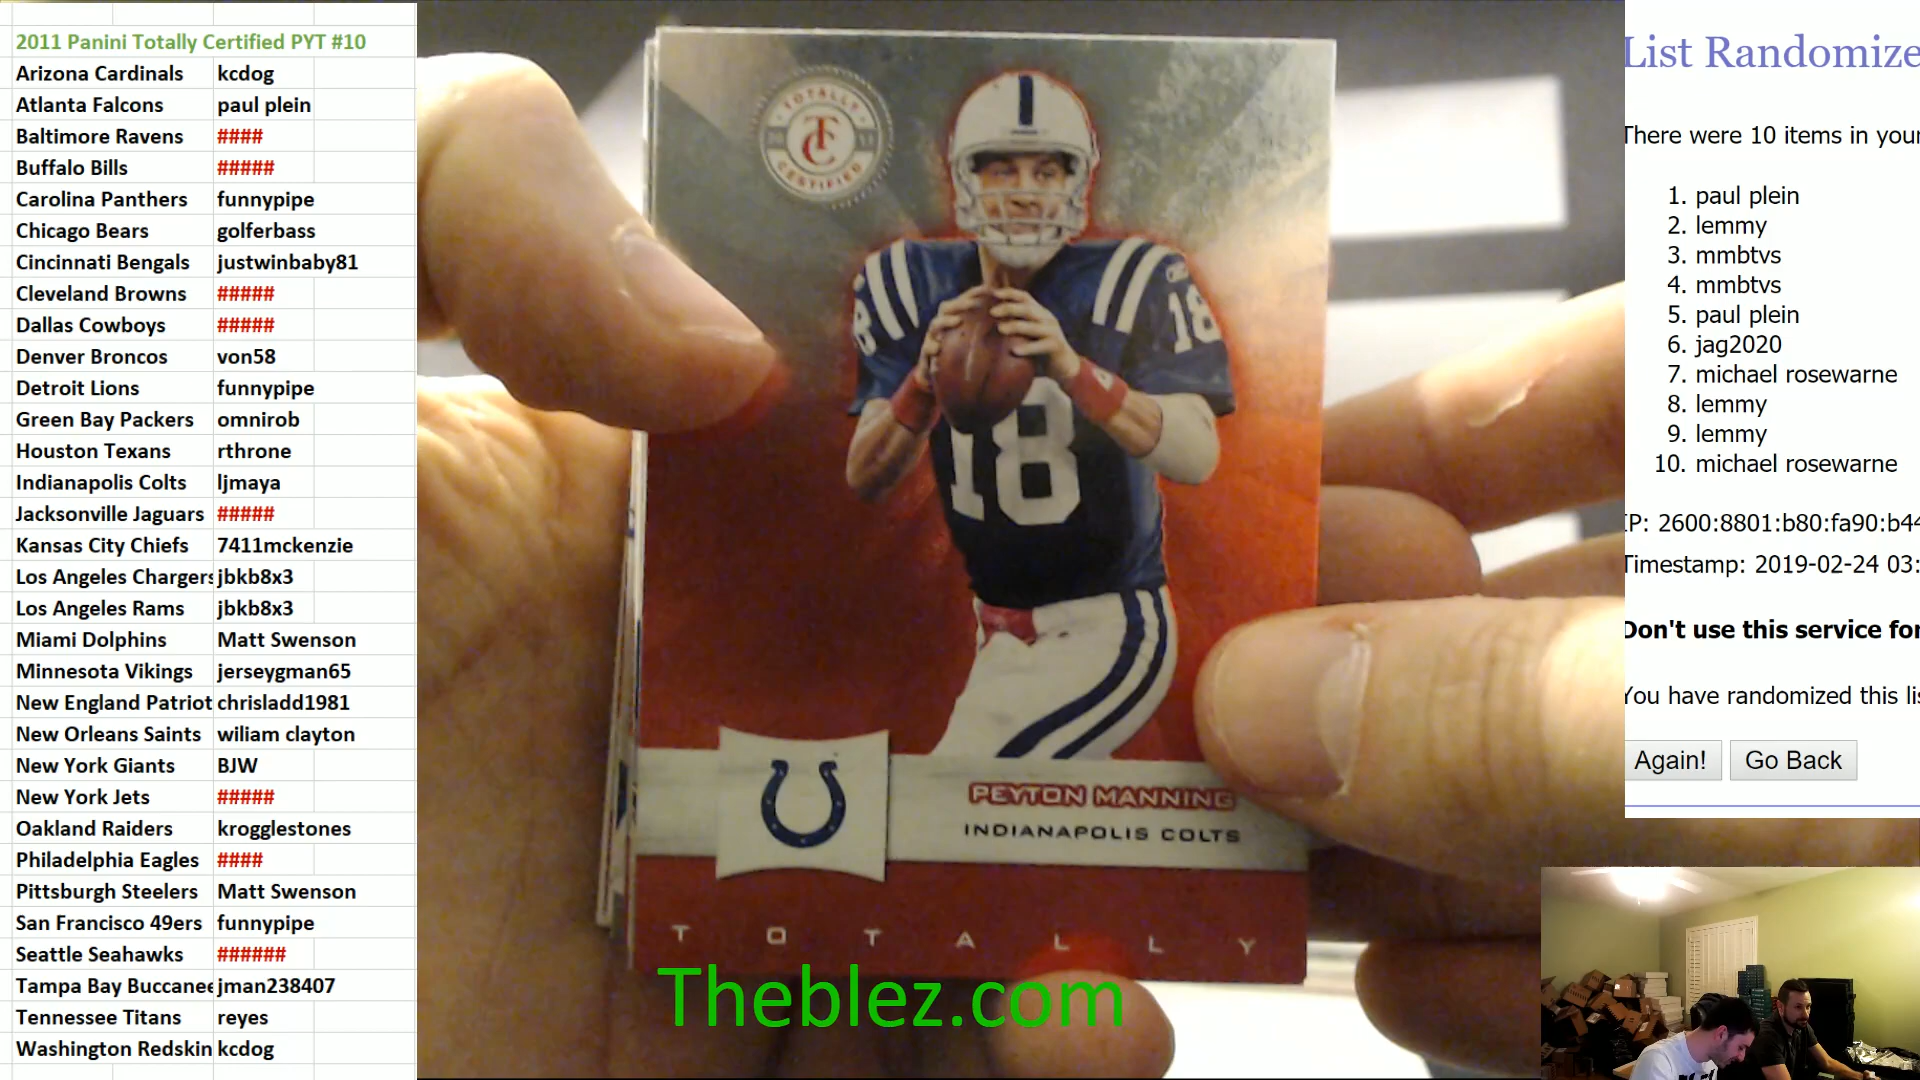 2011 Panini Totally Certified PYT #10
Arizona Cardinals kcdog
Atlanta Falcons paul plein
Baltimore Ravens ####
Buffalo Bills #####
Carolina Panthers funnypipe
Chicago Bears golferbass
Cincinnati Bengals justwinbaby81
Cleveland Browns #####
Dallas Cowboys #####
Denver Broncos von58
Detroit Lions funnypipe
Green Bay Packers omnirob
Houston Texans rthrone
Indianapolis Colts ljmaya
Jacksonville Jaguars #####
Kansas City Chiefs 7411mckenzie
Los Angeles Chargers jbkb8x3
Los Angeles Rams jbkb8x3
Miami Dolphins Matt Swenson
Minnesota Vikings jerseygman65
New England Patriot chrisladd1981
New Orleans Saints wiliam clayton
New York Giants BJW
New York Jets #####
Oakland Raiders krogglestones
Philadelphia Eagles ####
Pittsburgh Steelers Matt Swenson
San Francisco 49ers funnypipe
Seattle Seahawks ######
Tampa Bay Buccanee jman238407
Tennessee Titans reyes
Washington Redskin kcdog
TOTALLY
TC
CERTIFIED
18
18
18
PEYTON MANNING
INDIANAPOLIS COLTS
TOTALLY
Theblez.com
List Randomize
There were 10 items in your
1. paul plein
2. lemmy
3. mmbtvs
4. mmbtvs
5. paul plein
6. jag2020
7. michael rosewarne
8. lemmy
9. lemmy
10. michael rosewarne
IP: 2600:8801:b80:fa90:b44
Timestamp: 2019-02-24 03:
Don't use this service for
You have randomized this lis
Again! Go Back